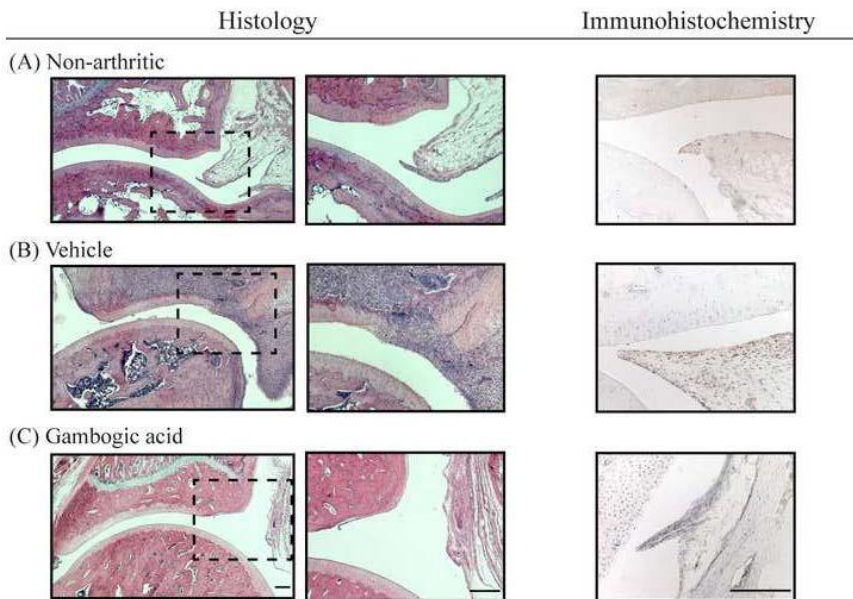 Histology
Immunohistochemistry
(A) Non-arthritic
(B) Vehicle
(C) Gambogic acid